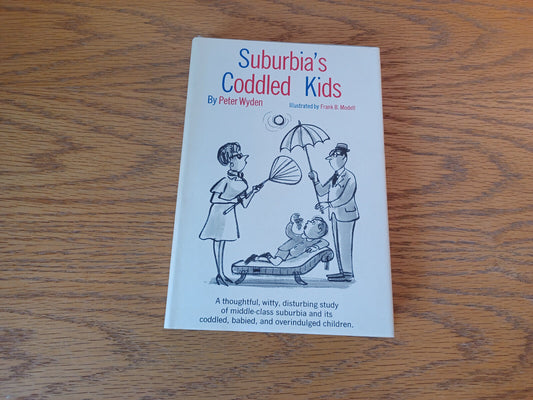 Suburbia's
Coddled Kids
By Peter Wyden
Illustrated by Frank B. Modell
A thoughtful, witty, disturbing study
of middle-class suburbia and its
coddled, babied, and overindulged children.